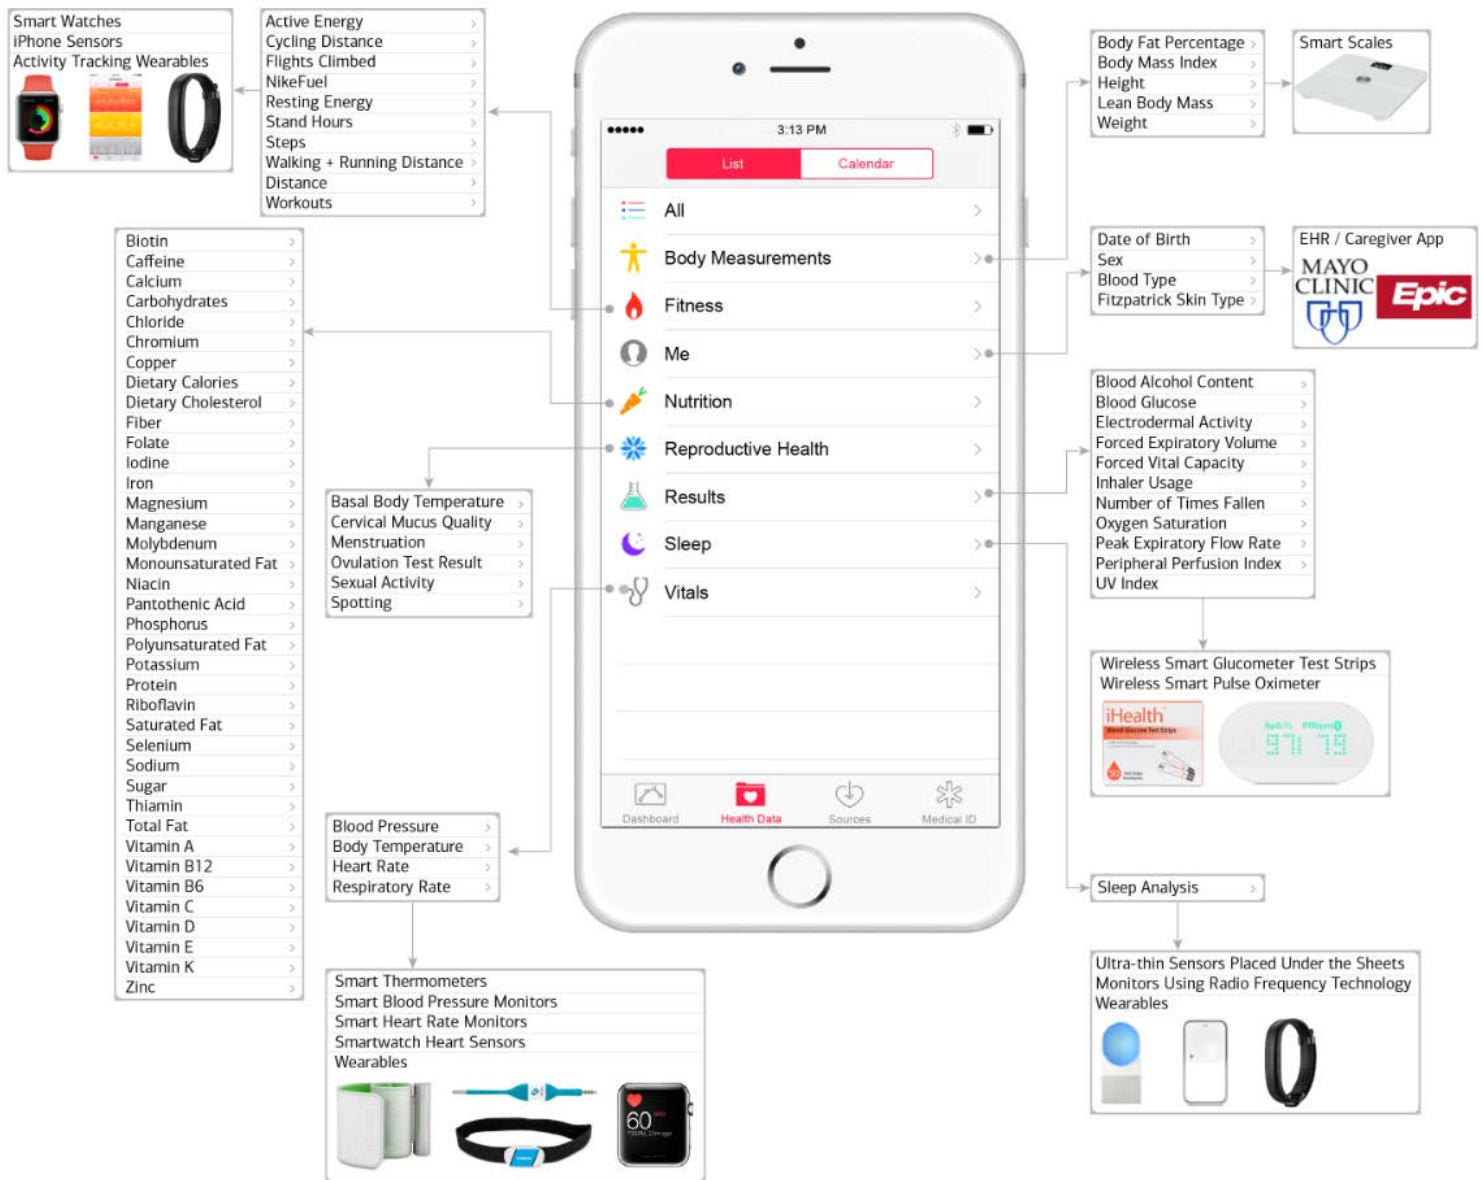 Smart Watches
iPhone Sensors
Activity Tracking Wearables
Active Energy
Cycling Distance
Flights Climbed
NikeFuel
Resting Energy
Stand Hours
Steps
Walking + Running Distance
Distance
Workouts
Biotin
Caffeine
Calcium
Carbohydrates
Chloride
Chromium
Copper
Dietary Calories
Dietary Cholesterol
Fiber
Folate
Iodine
Iron
Magnesium
Manganese
Molybdenum
Monounsaturated Fat
Niacin
Pantothenic Acid
Phosphorus
Polyunsaturated Fat
Potassium
Protein
Riboflavin
Saturated Fat
Selenium
Sodium
Sugar
Thiamin
Total Fat
Vitamin A
Vitamin B12
Vitamin B6
Vitamin C
Vitamin D
Vitamin E
Vitamin K
Zinc
Basal Body Temperature
Cervical Mucus Quality
Menstruation
Ovulation Test Result
Sexual Activity
Spotting
Blood Pressure
Body Temperature
Heart Rate
Respiratory Rate
Smart Thermometers
Smart Blood Pressure Monitors
Smart Heart Rate Monitors
Smartwatch Heart Sensors
Wearables
60
3:13 PM
List
Calendar
All
Body Measurements
Fitness
Me
Nutrition
Reproductive Health
Results
Sleep
Vitals
Dashboard
Health Data
Sources
Medical ID
Body Fat Percentage
Body Mass Index
Height
Lean Body Mass
Weight
Smart Scales
Date of Birth
Sex
Blood Type
Fitzpatrick Skin Type
EHR / Caregiver App
MAYO
CLINIC
Epic
Blood Alcohol Content
Blood Glucose
Electrodermal Activity
Forced Expiratory Volume
Forced Vital Capacity
Inhaler Usage
Number of Times Fallen
Oxygen Saturation
Peak Expiratory Flow Rate
Peripheral Perfusion Index
UV Index
Wireless Smart Glucometer Test Strips
Wireless Smart Pulse Oximeter
iHealth
Blood Glucose Test Strips
50
97 79
Sleep Analysis
Ultra-thin Sensors Placed Under the Sheets
Monitors Using Radio Frequency Technology
Wearables